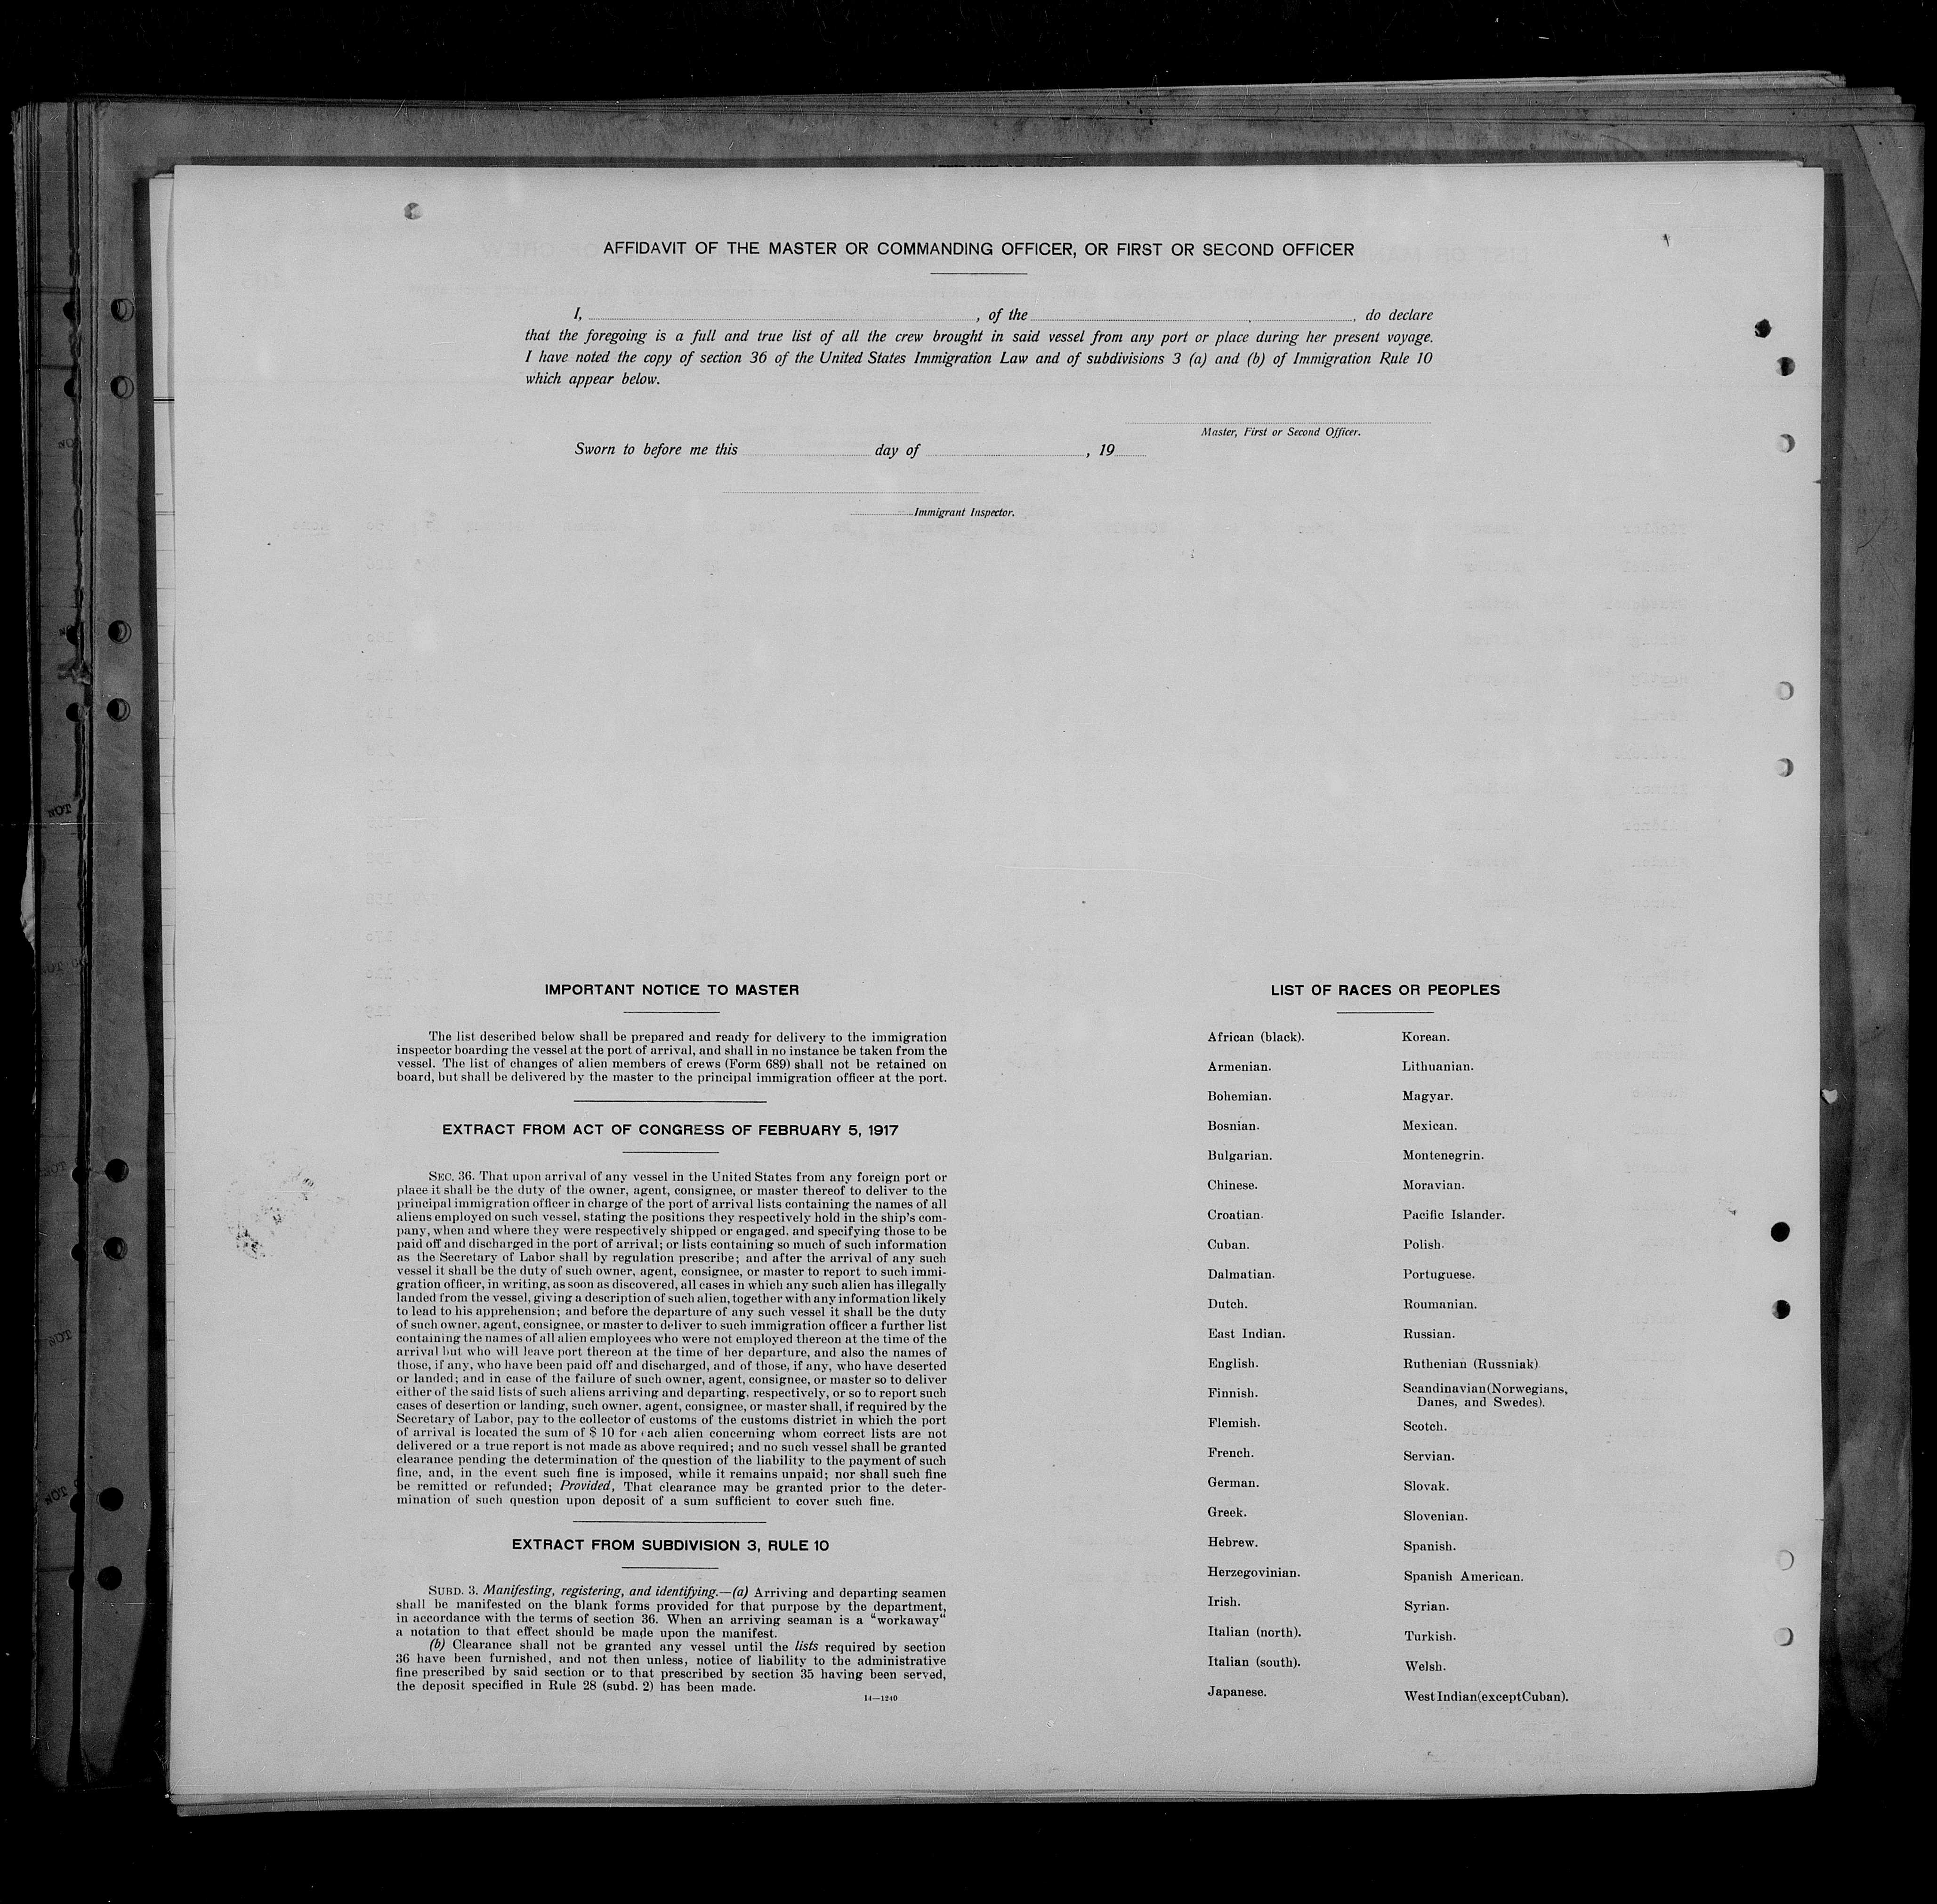 AFFIDAVIT OF THE MASTER OR COMMANDING OFFICER, OR FIRST OR SECOND OFFICER
I, , of the , do declare
that the foregoing is a full and true list of all the crew brought in said vessel from any port or place during her present voyage.
I have noted the copy of section 36 of the United States Immigration Law and of subdivisions 3 (a) and (b) of Immigration Rule 10
which appear below.
Master, First or Second Officer.
Sworn to before me this day of , 19
Immigrant Inspector.
IMPORTANT NOTICE TO MASTER
The list described below shall be prepared and ready for delivery to the immigration
inspector boarding the vessel at the port of arrival, and shall in no instance be taken from the
vessel. The list of changes of alien members of crews (Form 689) shall not be retained on
board, but shall be delivered by the master to the principal immigration officer at the port.
EXTRACT FROM ACT OF CONGRESS OF FEBRUARY 5, 1917
SEC. 36. That upon arrival of any vessel in the United States from any foreign port or
place it shall be the duty of the owner, agent, consignee, or master thereof to deliver to the
principal immigration officer in charge of the port of arrival lists containing the names of all
aliens employed on such vessel, stating the positions they respectively hold in the ship's com-
pany, when and where they were respectively shipped or engaged, and specifying those to be
paid off and discharged in the port of arrival; or lists containing so much of such information
as the Secretary of Labor shall by regulation prescribe; and after the arrival of any such
vessel it shall be the duty of such owner, agent, consignee, or master to report to such immi-
gration officer, in writing, as soon as discovered, all cases in which any such alien has illegally
landed from the vessel, giving a description of such alien, together with any information likely
to lead to his apprehension; and before the departure of any such vessel it shall be the duty
of such owner, agent, consignee, or master to deliver to such immigration officer a further list
containing the names of all alien employees who were not employed thereon at the time of the
arrival but who will leave port thereon at the time of her departure, and also the names of
those, if any, who have been paid off and discharged, and of those, if any, who have deserted
or landed; and in case of the failure of such owner, agent, consignee, or master so to deliver
either of the said lists of such aliens arriving and departing, respectively, or so to report such
cases of desertion or landing, such owner, agent, consignee, or master shall, if required by the
Secretary of Labor, pay to the collector of customs of the customs district in which the port
of arrival is located the sum of $ 10 for each alien concerning whom correct lists are not
delivered or a true report is not made as above required; and no such vessel shall be granted
clearance pending the determination of the question of the liability to the payment of such
fine, and, in the event such fine is imposed, while it remains unpaid; nor shall such fine
be remitted or refunded; Provided, That clearance may be granted prior to the deter-
mination of such question upon deposit of a sum sufficient to cover such fine.
EXTRACT FROM SUBDIVISION 3, RULE 10
SUBD. 3. Manifesting, registering, and identifying.—(a) Arriving and departing seamen
shall be manifested on the blank forms provided for that purpose by the department,
in accordance with the terms of section 36. When an arriving seaman is a “workaway“
a notation to that effect should be made upon the manifest.
(b) Clearance shall not be granted any vessel until the lists required by section
36 have been furnished, and not then unless, notice of liability to the administrative
fine prescribed by said section or to that prescribed by section 35 having been served,
the deposit specified in Rule 28 (subd. 2) has been made.
14—1240
LIST OF RACES OR PEOPLES
African (black).
Armenian.
Bohemian.
Bosnian.
Bulgarian.
Chinese.
Croatian.
Cuban.
Dalmatian.
Dutch.
East Indian.
English.
Finnish.
Flemish.
French.
German.
Greek.
Hebrew.
Herzegovinian.
Irish.
Italian (north).
Italian (south).
Japanese.
Korean.
Lithuanian.
Magyar.
Mexican.
Montenegrin.
Moravian.
Pacific Islander.
Polish.
Portuguese.
Roumanian.
Russian.
Ruthenian (Russniak)
Scandinavian(Norwegians,
Danes, and Swedes).
Scotch.
Servian.
Slovak.
Slovenian.
Spanish.
Spanish American.
Syrian.
Turkish.
Welsh.
West Indian(except Cuban).